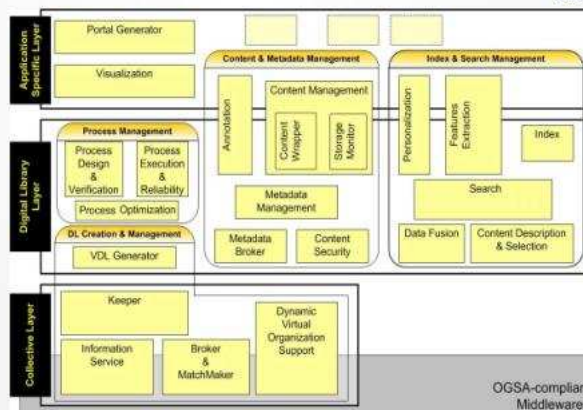 Application
Specific Layer
Portal Generator
Visualization
Content & Metadata Management
Annotation
Content Management
Content
Wrapper
Storage
Monitor
Metadata
Management
Metadata
Broker
Content
Security
Index & Search Management
Personalization
Features
Extraction
Index
Search
Data Fusion
Content Description
& Selection
Digital Library
Layer
Process Management
Process
Design
&
Verification
Process
Execution
&
Reliability
Process Optimization
DL Creation & Management
VDL Generator
Collective Layer
Keeper
Information
Service
Broker
&
MatchMaker
Dynamic
Virtual
Organization
Support
OGSA-complian
Middleware